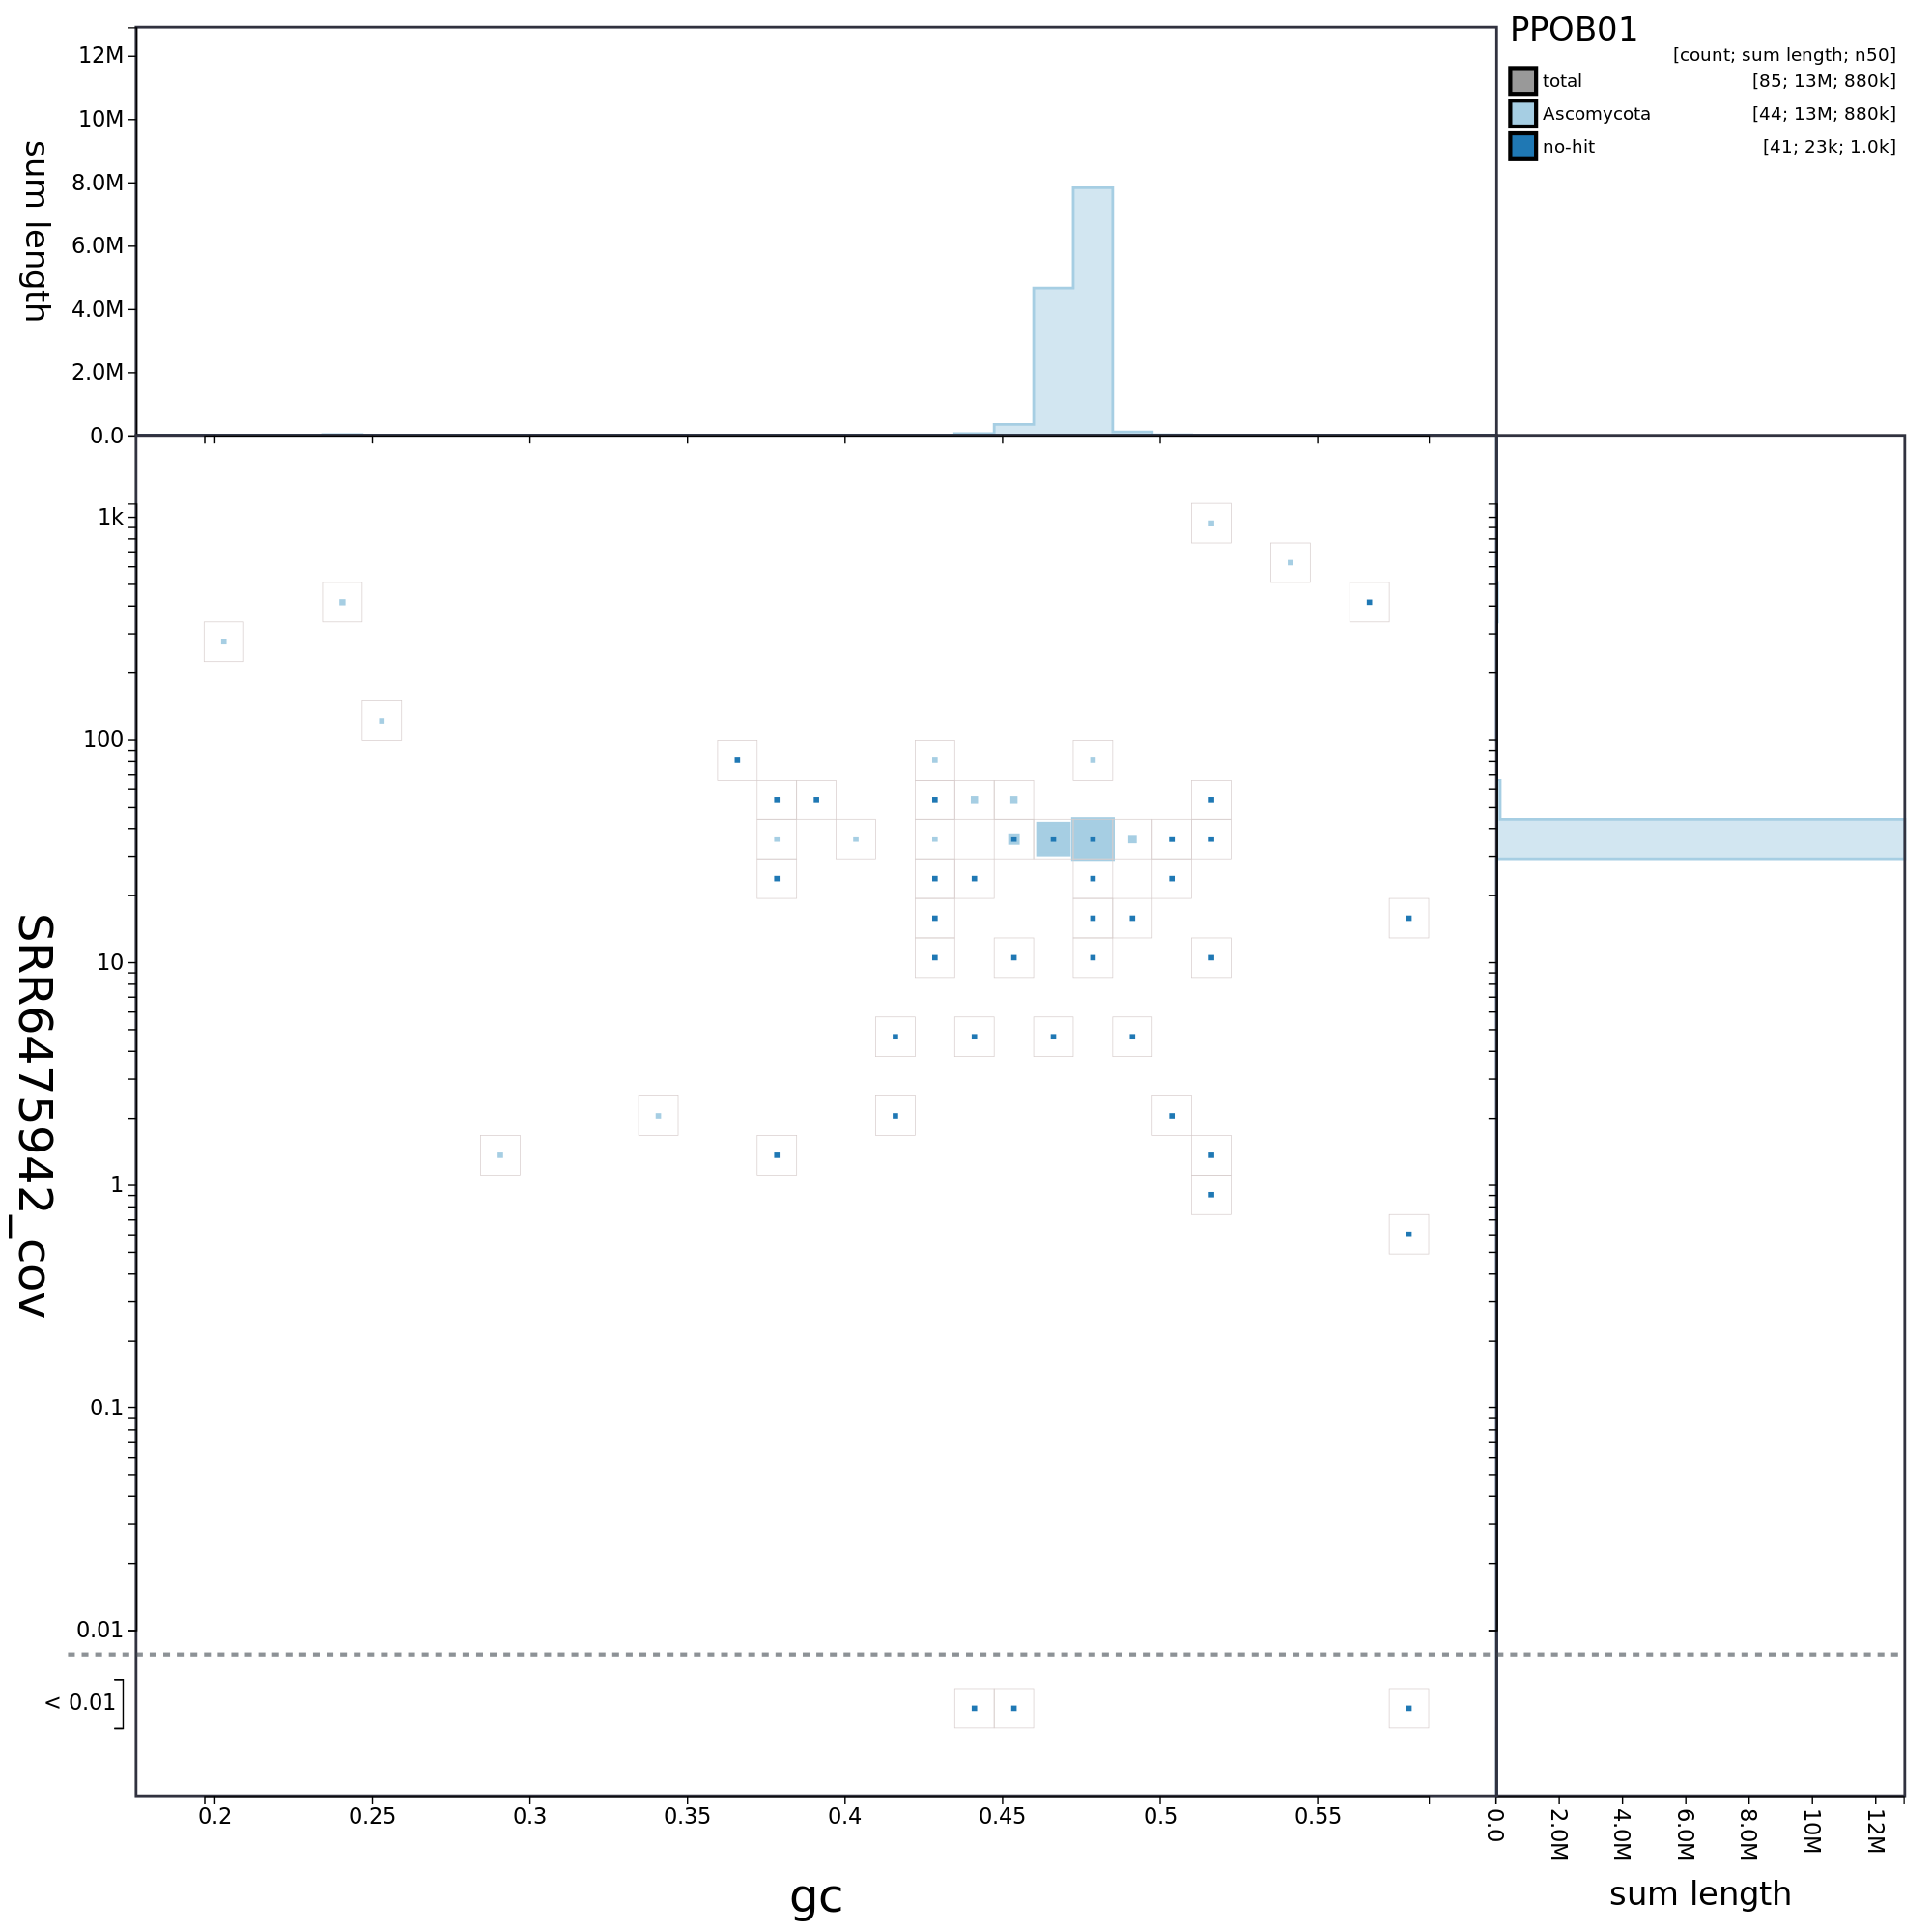 PPOB01
[count; sum length; n50]
total [85; 13M; 880k]
Ascomycota [44; 13M; 880k]
no-hit [41; 23k; 1.0k]
sum length
12M
10M
8.0M
6.0M
4.0M
2.0M
0.0
SRR6475942_cov
1k
100
10
1
0.1
0.01
< 0.01
0.2 0.25 0.3 0.35 0.4 0.45 0.5 0.55
gc
0.0 2.0M 4.0M 6.0M 8.0M 10M 12M
sum length